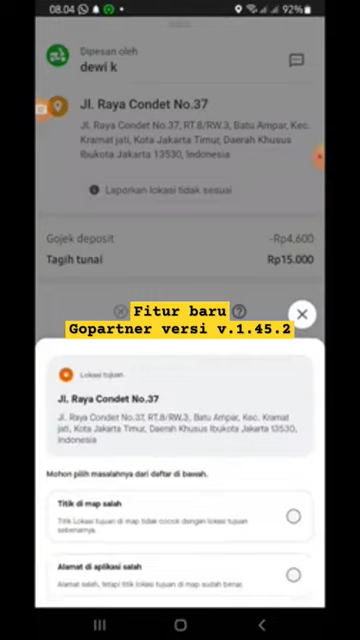 08.04
92%
Dipesan oleh
dewi k
Jl. Raya Condet No.37
Jl. Raya Condet No.37, RT.8/RW.3, Batu Ampar, Kec.
Kramat jati, Kota Jakarta Timur, Daerah Khusus
Ibukota Jakarta 13530, Indonesia
Laporkan lokasi tidak sesuai
Gojek deposit
-Rp4.600
Tagih tunai
Rp15.000
Fitur baru
Gopartner versi v.1.45.2
Lokasi tujuan
Jl. Raya Condet No.37
Jl. Raya Condet No.37, RT.8/RW.3, Batu Ampar, Kec. Kramat
jati, Kota Jakarta Timur, Daerah Khusus Ibukota Jakarta 13530,
Indonesia
Mohon pilih masalahnya dari daftar di bawah.
Titik di map salah
Titik Lokasi tujuan di map tidak cocok dengan lokasi tujuan
sebenarnya.
Alamat di aplikasi salah
Alamat salah, tetapi titik lokasi tujuan di map sudah benar.